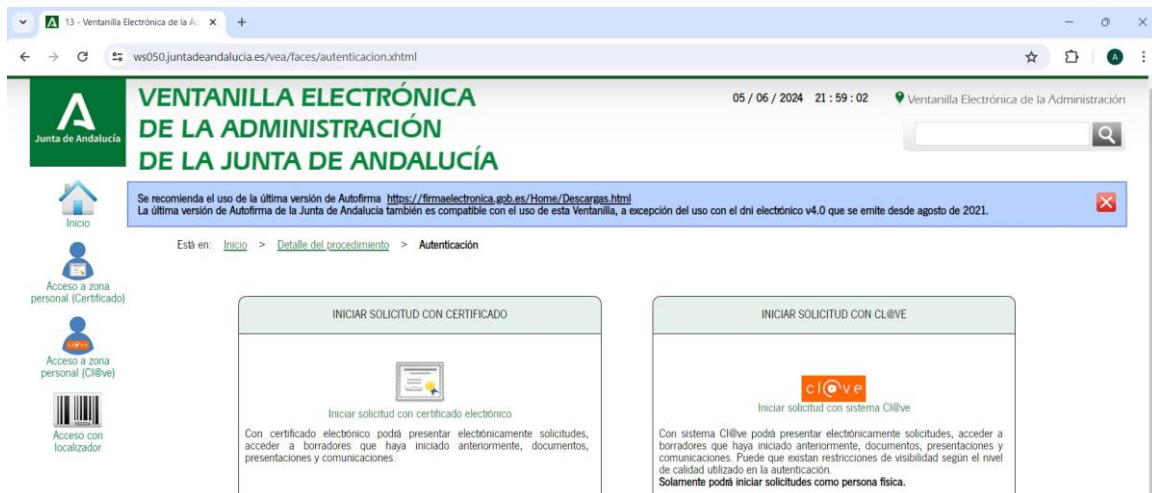 13 - Ventanilla Electrónica de la Ad
ws050.juntadeandalucia.es/vea/faces/autenticacion.xhtml
A
Junta de Andalucía
VENTANILLA ELECTRÓNICA
DE LA ADMINISTRACIÓN
DE LA JUNTA DE ANDALUCÍA
05 / 06 / 2024 21 : 59 : 02
Ventanilla Electrónica de la Administración
Se recomienda el uso de la última versión de Autofirma https://firmaelectronica.gob.es/Home/Descargas.html
La última versión de Autofirma de la Junta de Andalucía también es compatible con el uso de esta Ventanilla, a excepción del uso con el dni electrónico v4.0 que se emite desde agosto de 2021.
Inicio
Acceso a zona
personal (Certificado)
Acceso a zona
personal (Cl@ve)
Acceso con
localizador
Está en: Inicio > Detalle del procedimiento > Autenticación
INICIAR SOLICITUD CON CERTIFICADO
Iniciar solicitud con certificado electrónico
Con certificado electrónico podrá presentar electrónicamente solicitudes,
acceder a borradores que haya iniciado anteriormente, documentos,
presentaciones y comunicaciones.
INICIAR SOLICITUD CON CL@VE
cl@ve
Iniciar solicitud con sistema Cl@ve
Con sistema Cl@ve podrá presentar electrónicamente solicitudes, acceder a
borradores que haya iniciado anteriormente, documentos, presentaciones y
comunicaciones. Puede que existan restricciones de visibilidad según el nivel
de calidad utilizado en la autenticación.
Solamente podrá iniciar solicitudes como persona física.